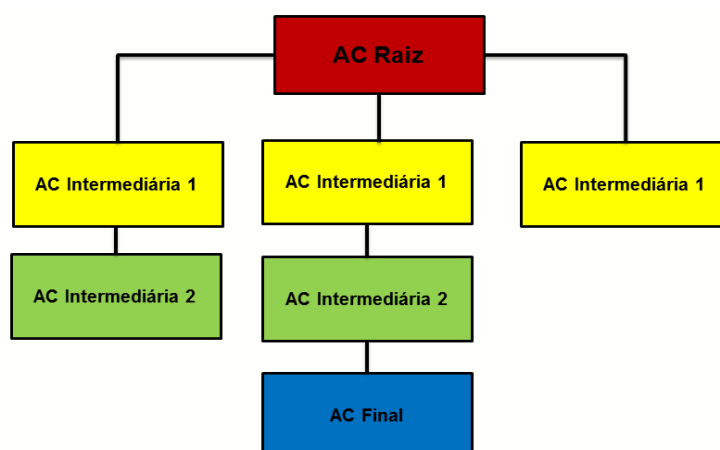 AC Raiz
AC Intermediária 1
AC Intermediária 1
AC Intermediária 1
AC Intermediária 2
AC Intermediária 2
AC Final